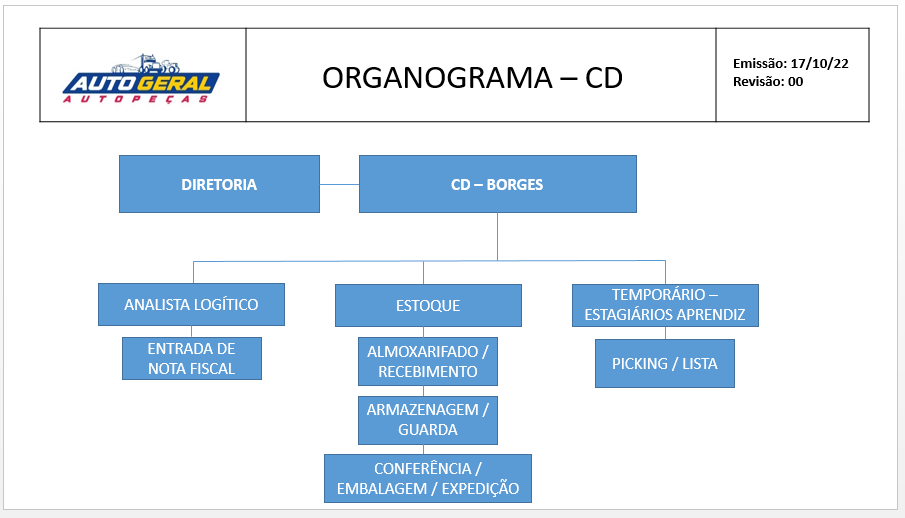 AUTO GERAL
AUTOPEÇAS
ORGANOGRAMA – CD
Emissão: 17/10/22
Revisão: 00
DIRETORIA
CD – BORGES
ANALISTA LOGÍTICO
ENTRADA DE
NOTA FISCAL
ESTOQUE
ALMOXARIFADO /
RECEBIMENTO
ARMAZENAGEM /
GUARDA
CONFERÊNCIA /
EMBALAGEM / EXPEDIÇÃO
TEMPORÁRIO –
ESTAGIÁRIOS APRENDIZ
PICKING / LISTA